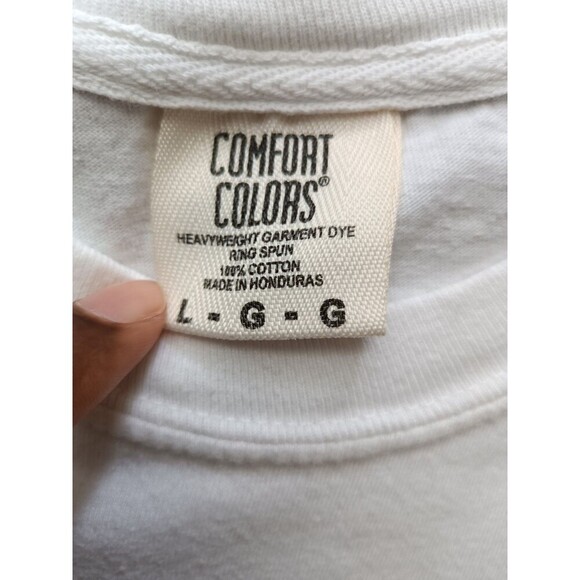 COMFORT
COLORS®
HEAVYWEIGHT GARMENT DYE
RING SPUN
100% COTTON
MADE IN HONDURAS
L - G - G